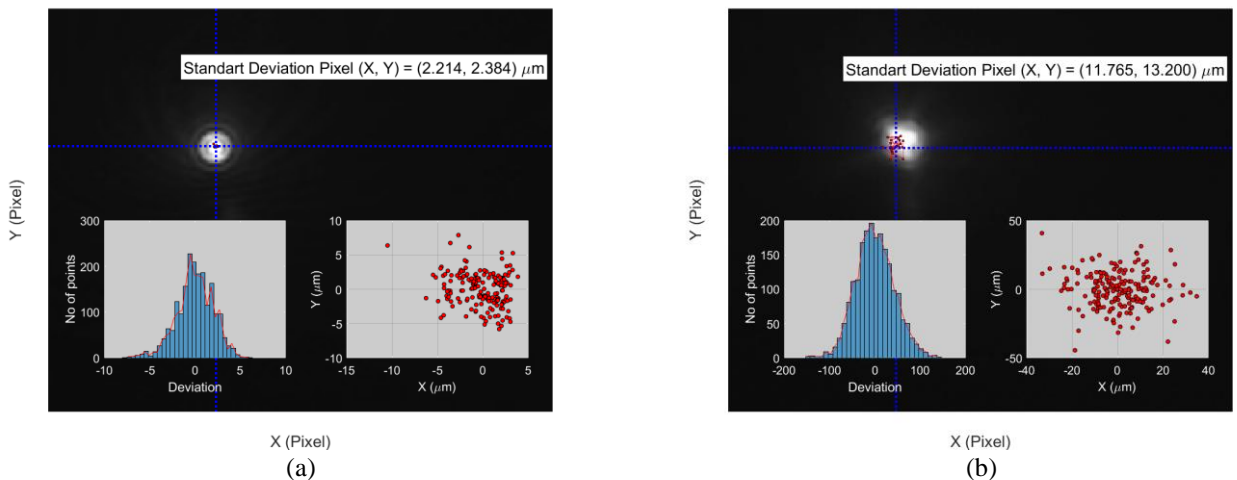 Standart Deviation Pixel (X, Y) = (2.214, 2.384) μm
Y (Pixel)
300
200
100
0
No of points
-10
-5
0
5
10
Deviation
10
5
0
-5
-10
Y (μm)
-15
-10
-5
0
5
X (μm)
X (Pixel)
(a)
Standart Deviation Pixel (X, Y) = (11.765, 13.200) μm
Y (Pixel)
200
150
100
50
0
No of points
-200
-100
0
100
200
Deviation
50
0
-50
Y (μm)
-40
-20
0
20
40
X (μm)
X (Pixel)
(b)